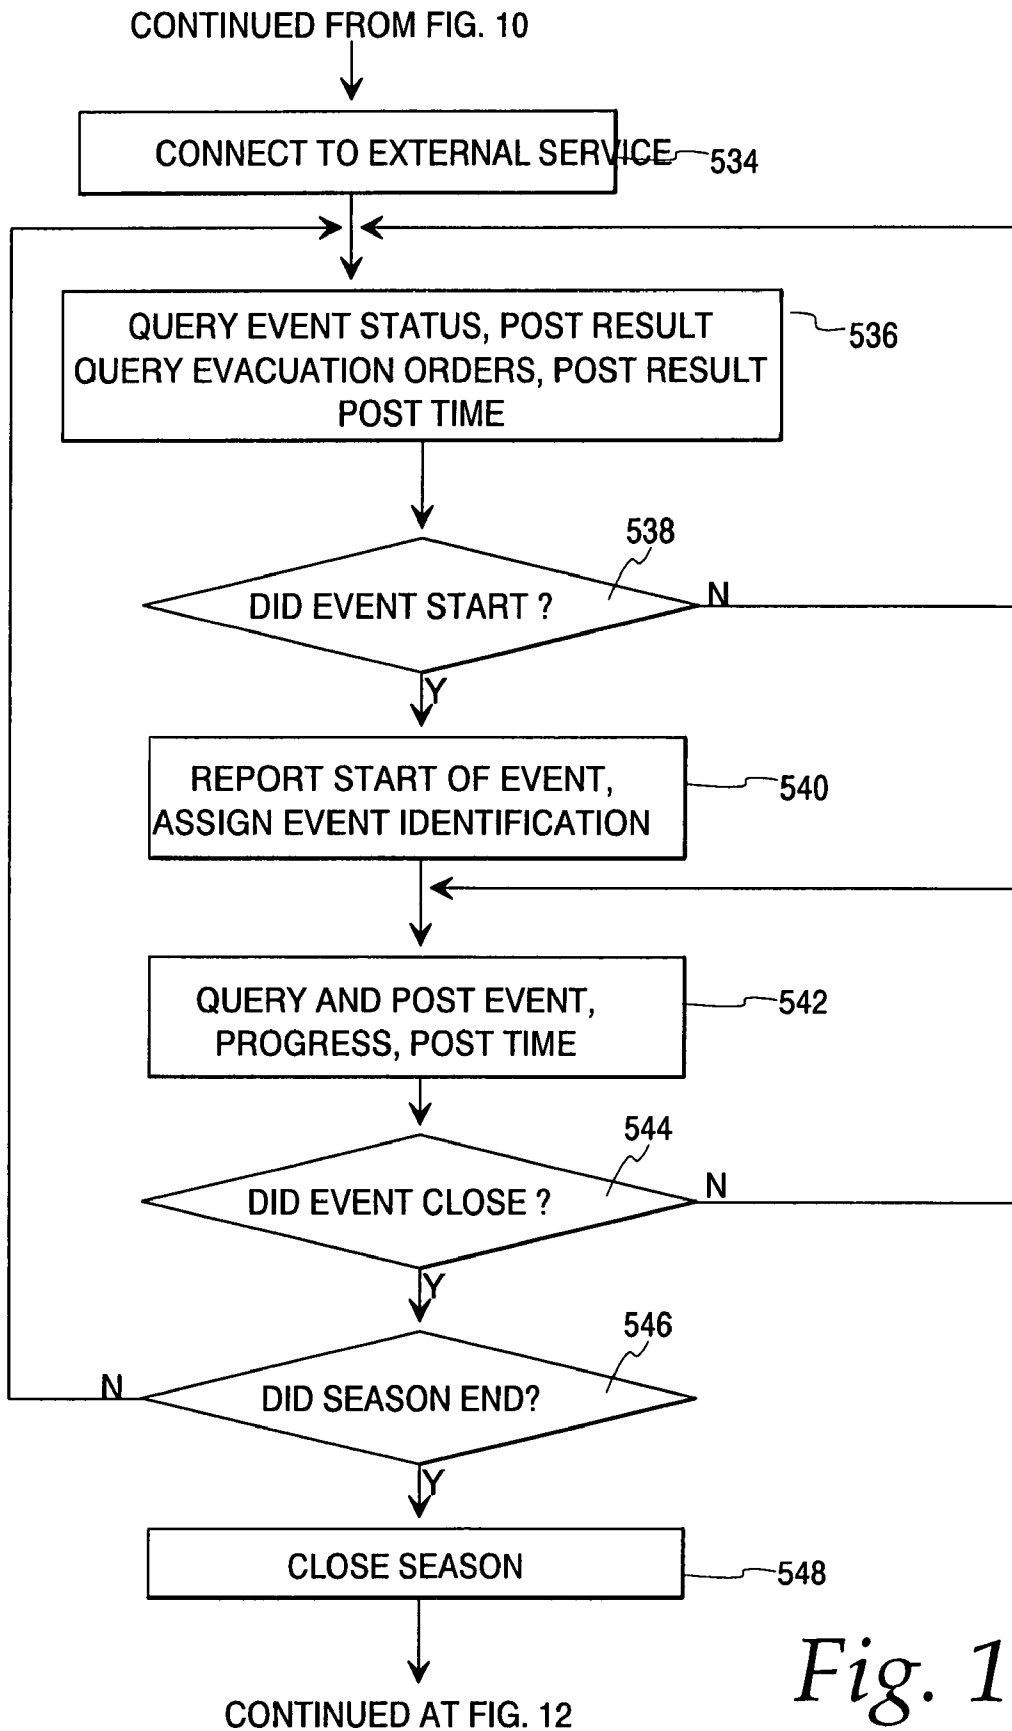 CONTINUED FROM FIG. 10
CONNECT TO EXTERNAL SERVICE
534
QUERY EVENT STATUS, POST RESULT
QUERY EVACUATION ORDERS, POST RESULT
POST TIME
536
538
DID EVENT START ?
N
Y
REPORT START OF EVENT,
ASSIGN EVENT IDENTIFICATION
540
QUERY AND POST EVENT,
PROGRESS, POST TIME
542
544
DID EVENT CLOSE ?
N
Y
546
DID SEASON END?
N
Y
CLOSE SEASON
548
CONTINUED AT FIG. 12
Fig. 1